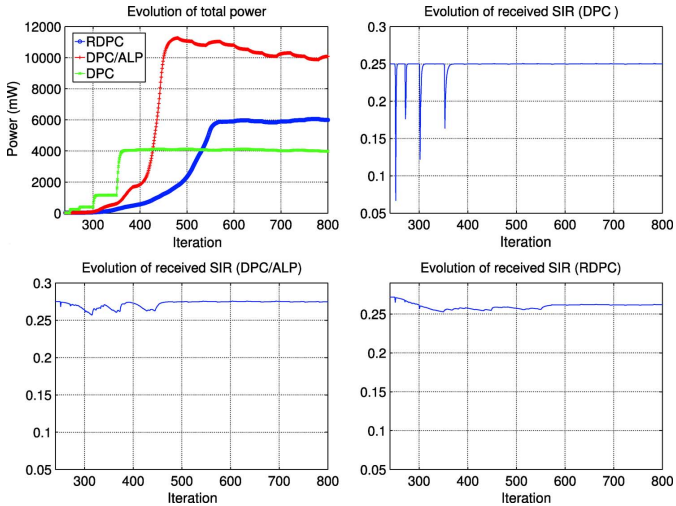 Evolution of total power
12000
10000
8000
6000
4000
2000
0
Power (mW)
RDPC
DPC/ALP
DPC
300 400 500 600 700 800
Iteration
Evolution of received SIR (DPC )
0.3
0.25
0.2
0.15
0.1
0.05
300 400 500 600 700 800
Iteration
Evolution of received SIR (DPC/ALP)
0.25
0.2
0.15
0.1
0.05
300 400 500 600 700 800
Iteration
Evolution of received SIR (RDPC)
0.25
0.2
0.15
0.1
0.05
300 400 500 600 700 800
Iteration